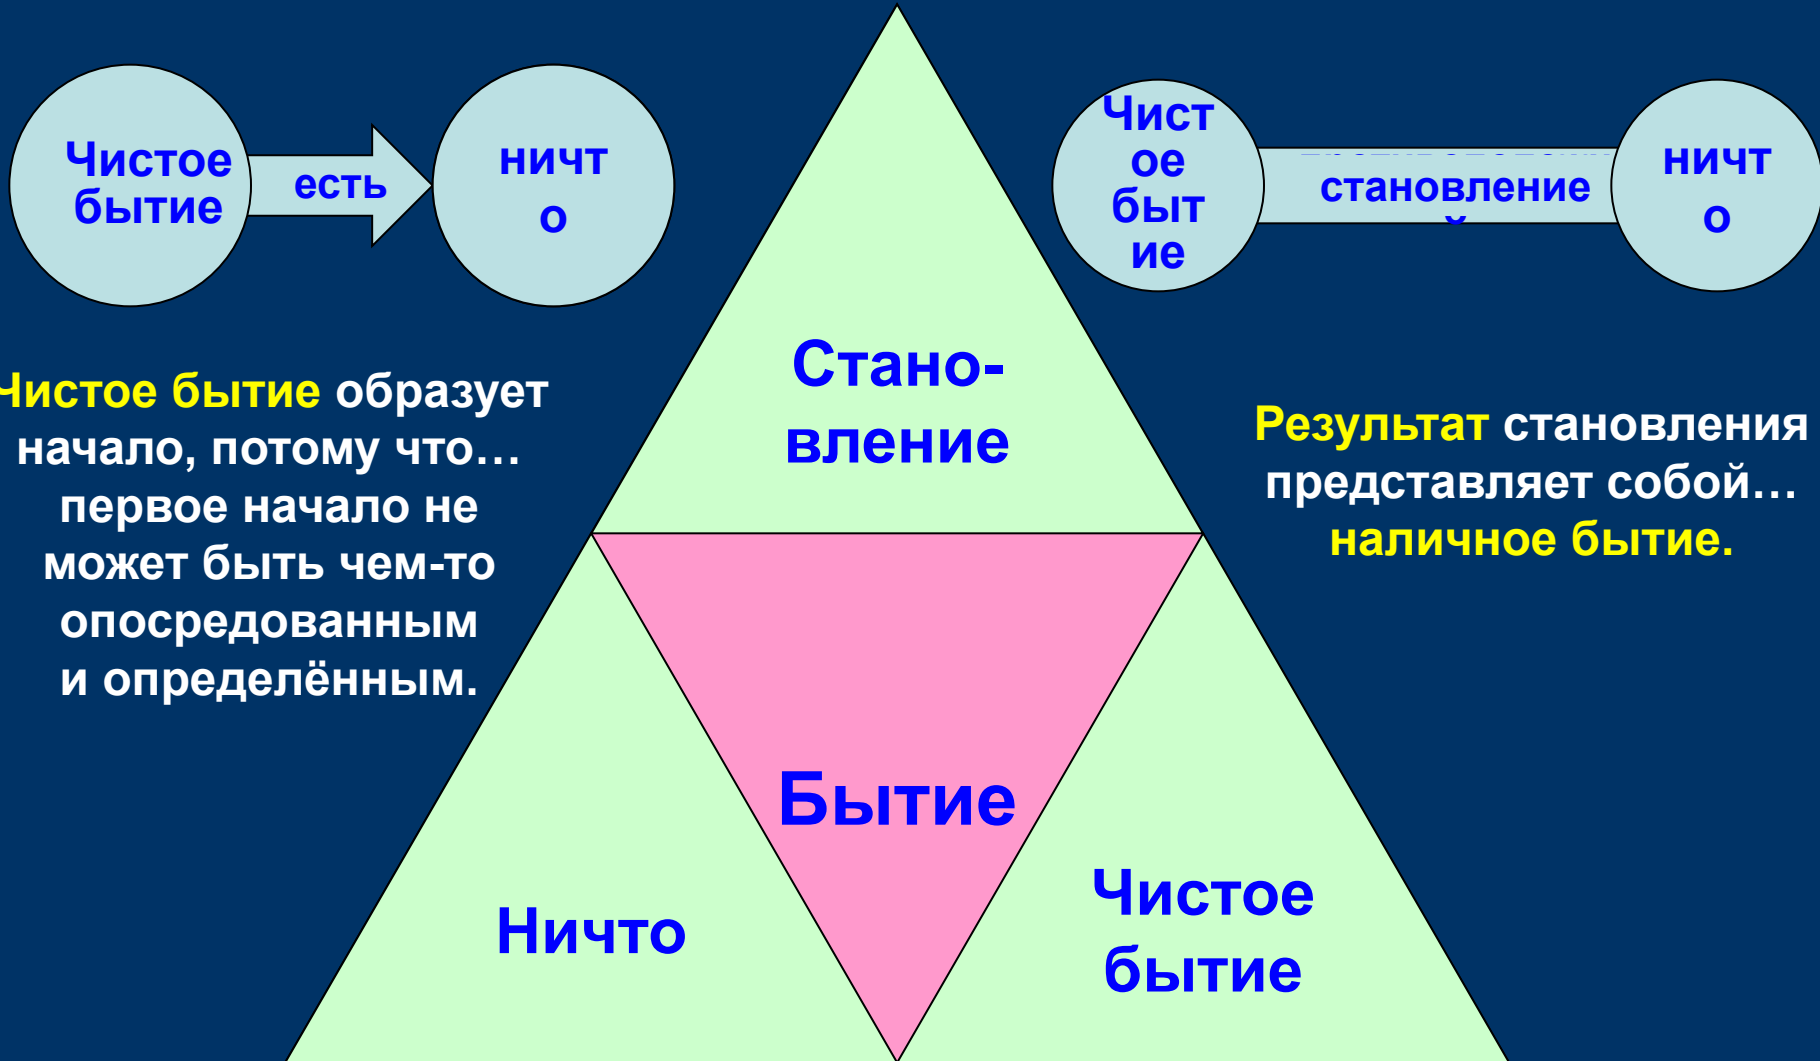 Чистое
бытие
есть
ничт
о
Чист
ое
быт
ие
становление
ничт
о
Чистое бытие образует
начало, потому что…
первое начало не
может быть чем-то
опосредованным
и определённым.
Стано-
вление
Результат становления
представляет собой…
наличное бытие.
Бытие
Ничто
Чистое
бытие